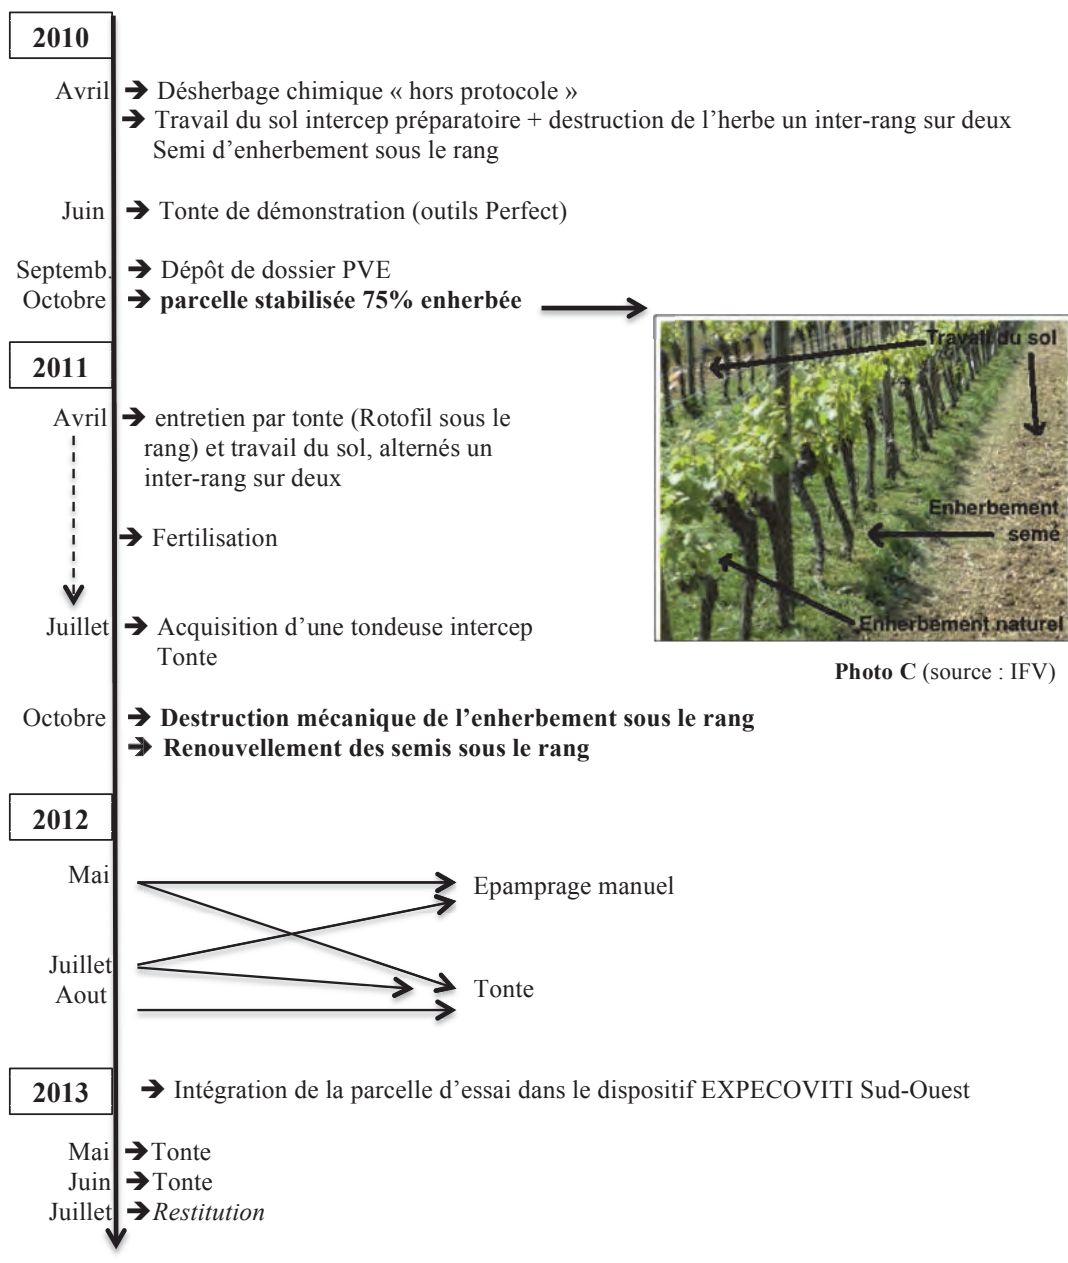 2010
Avril → Désherbage chimique « hors protocole »
→ Travail du sol intercep préparatoire + destruction de l’herbe un inter-rang sur deux
Semi d’enherbement sous le rang
Juin → Tonte de démonstration (outils Perfect)
Septemb. → Dépôt de dossier PVE
Octobre → parcelle stabilisée 75% enherbée
Travail du sol
Enherbement
semé
Enherbement naturel
Photo C (source : IFV)
2011
Avril → entretien par tonte (Rotofil sous le
rang) et travail du sol, alternés un
inter-rang sur deux
→ Fertilisation
Juillet → Acquisition d’une tondeuse intercep
Tonte
Octobre → Destruction mécanique de l’enherbement sous le rang
→ Renouvellement des semis sous le rang
2012
Mai
Epamprage manuel
Juillet
Aout
Tonte
2013 → Intégration de la parcelle d’essai dans le dispositif EXPECOVITI Sud-Ouest
Mai → Tonte
Juin → Tonte
Juillet → Restitution